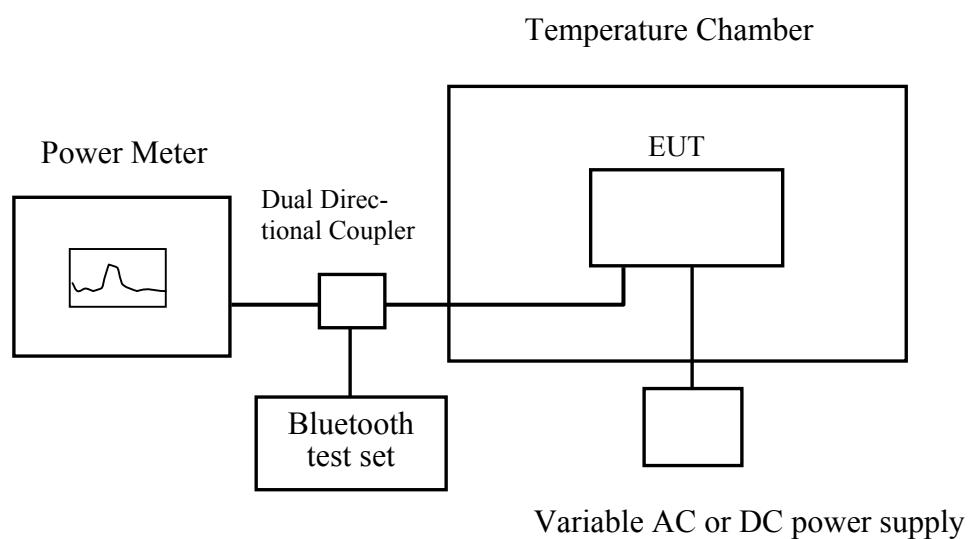 Temperature Chamber
Power Meter
EUT
Dual Direc-
tional Coupler
Bluetooth
test set
Variable AC or DC power supply